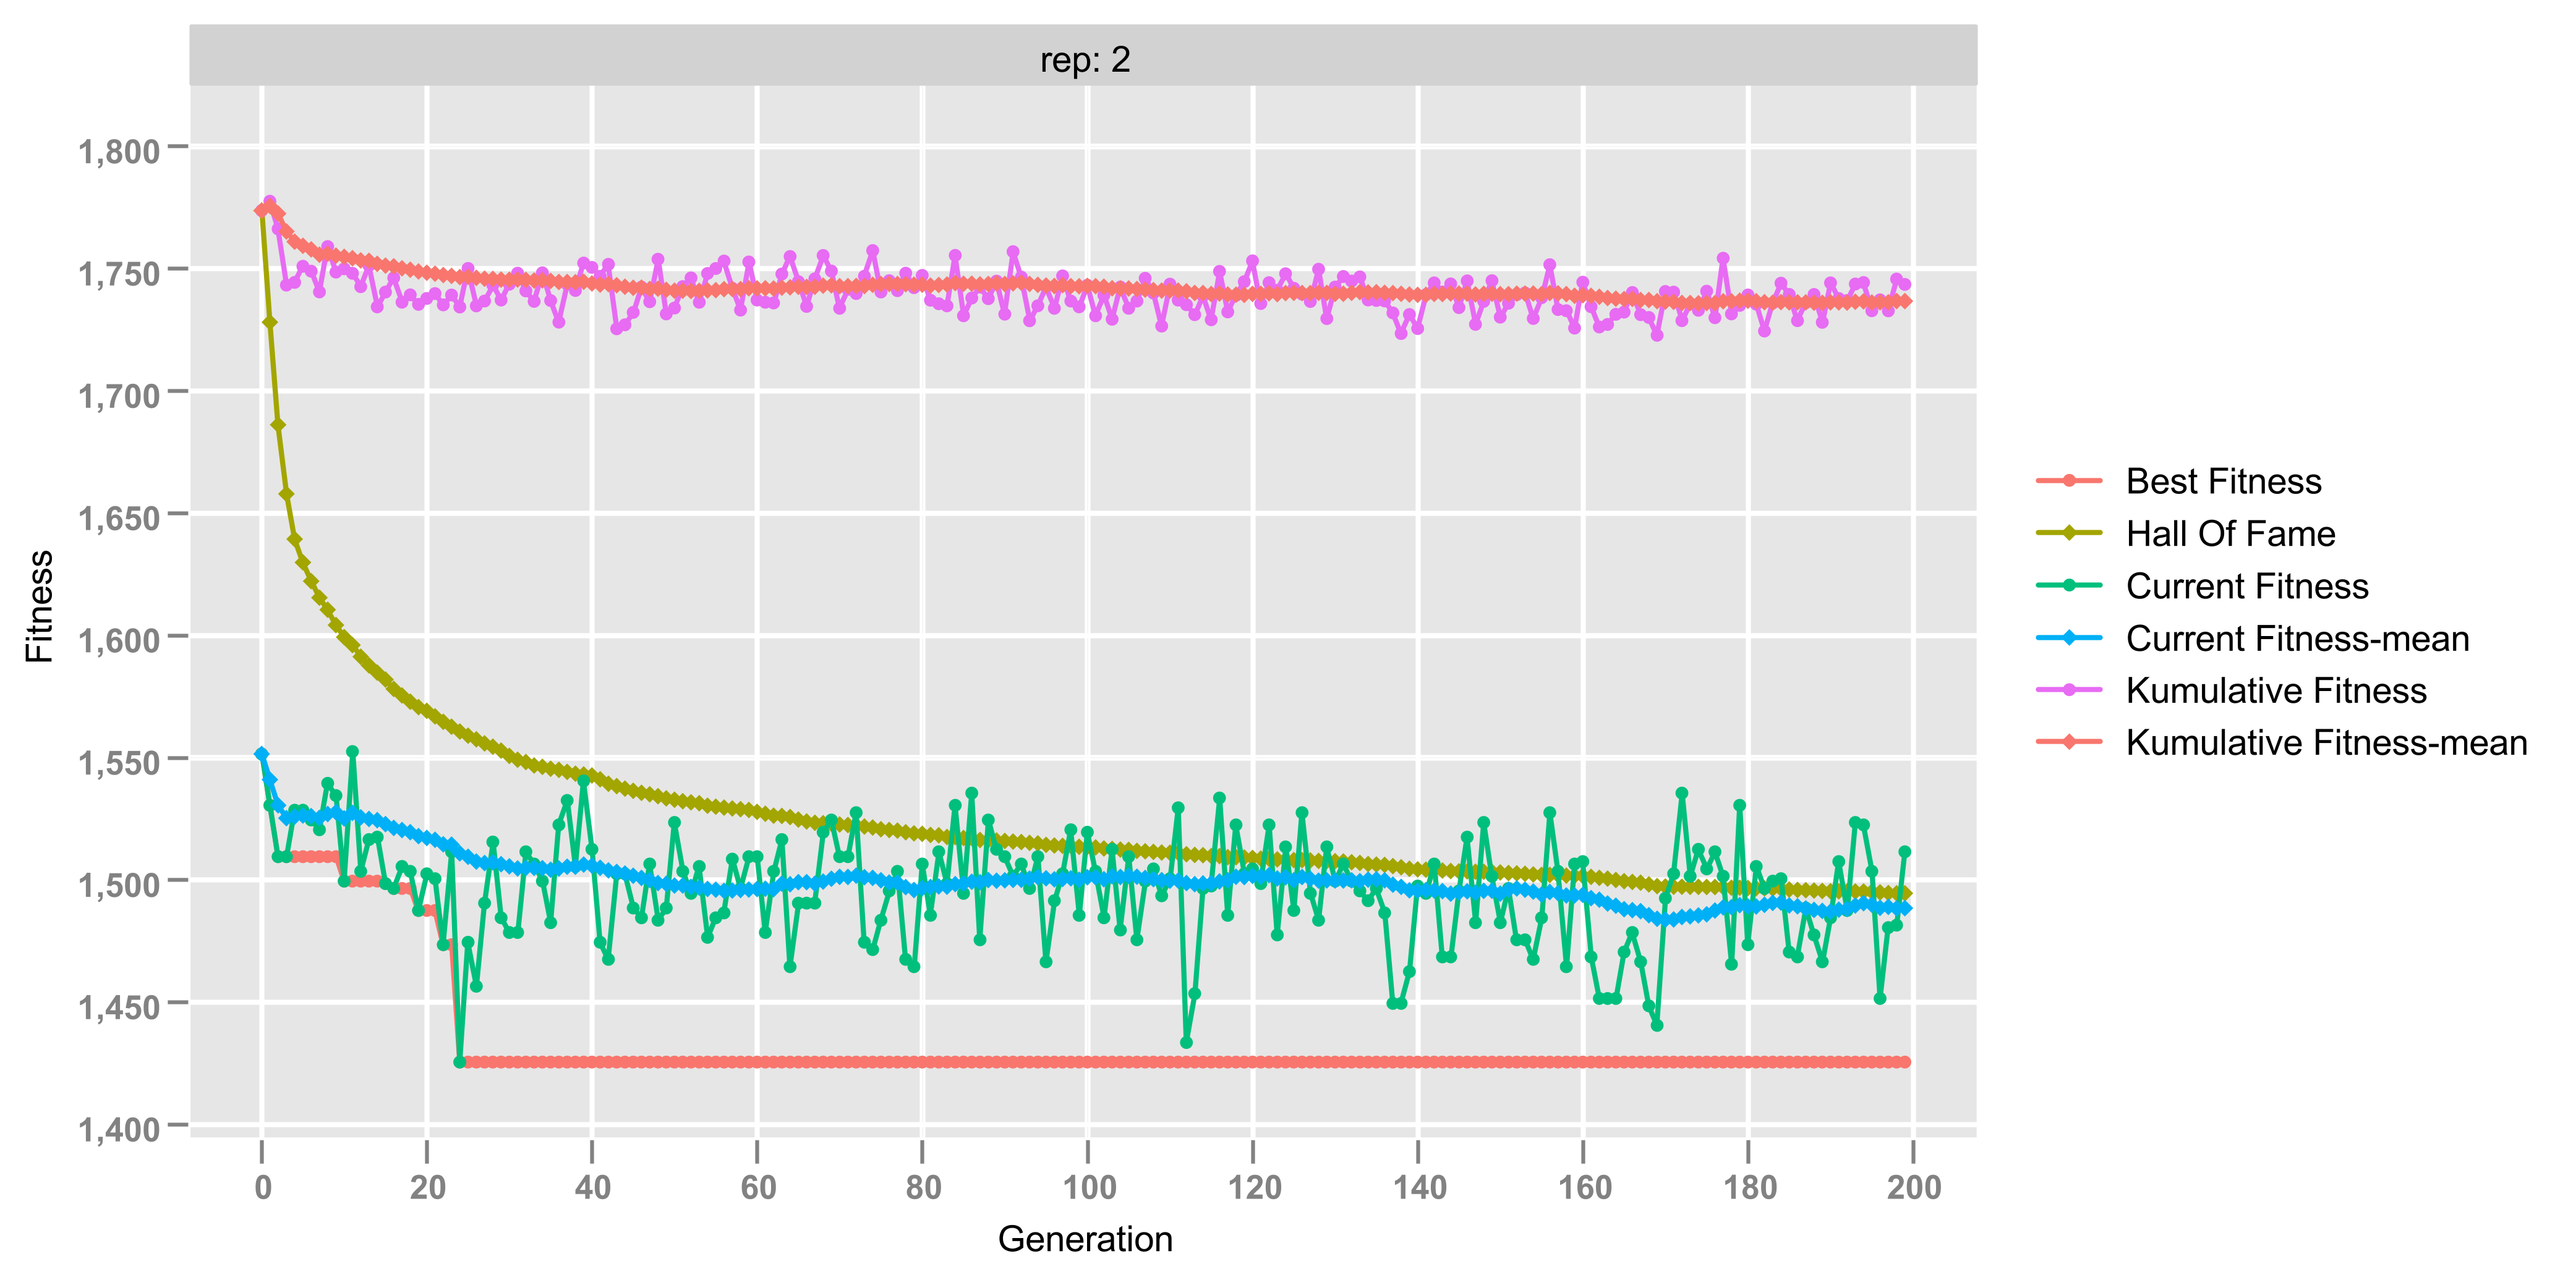 rep: 2
1,800
1,750
1,700
1,650
1,600
1,550
1,500
1,450
1,400
Fitness
0 20 40 60 80 100 120 140 160 180 200
Generation
Best Fitness
Hall Of Fame
Current Fitness
Current Fitness-mean
Kumulative Fitness
Kumulative Fitness-mean